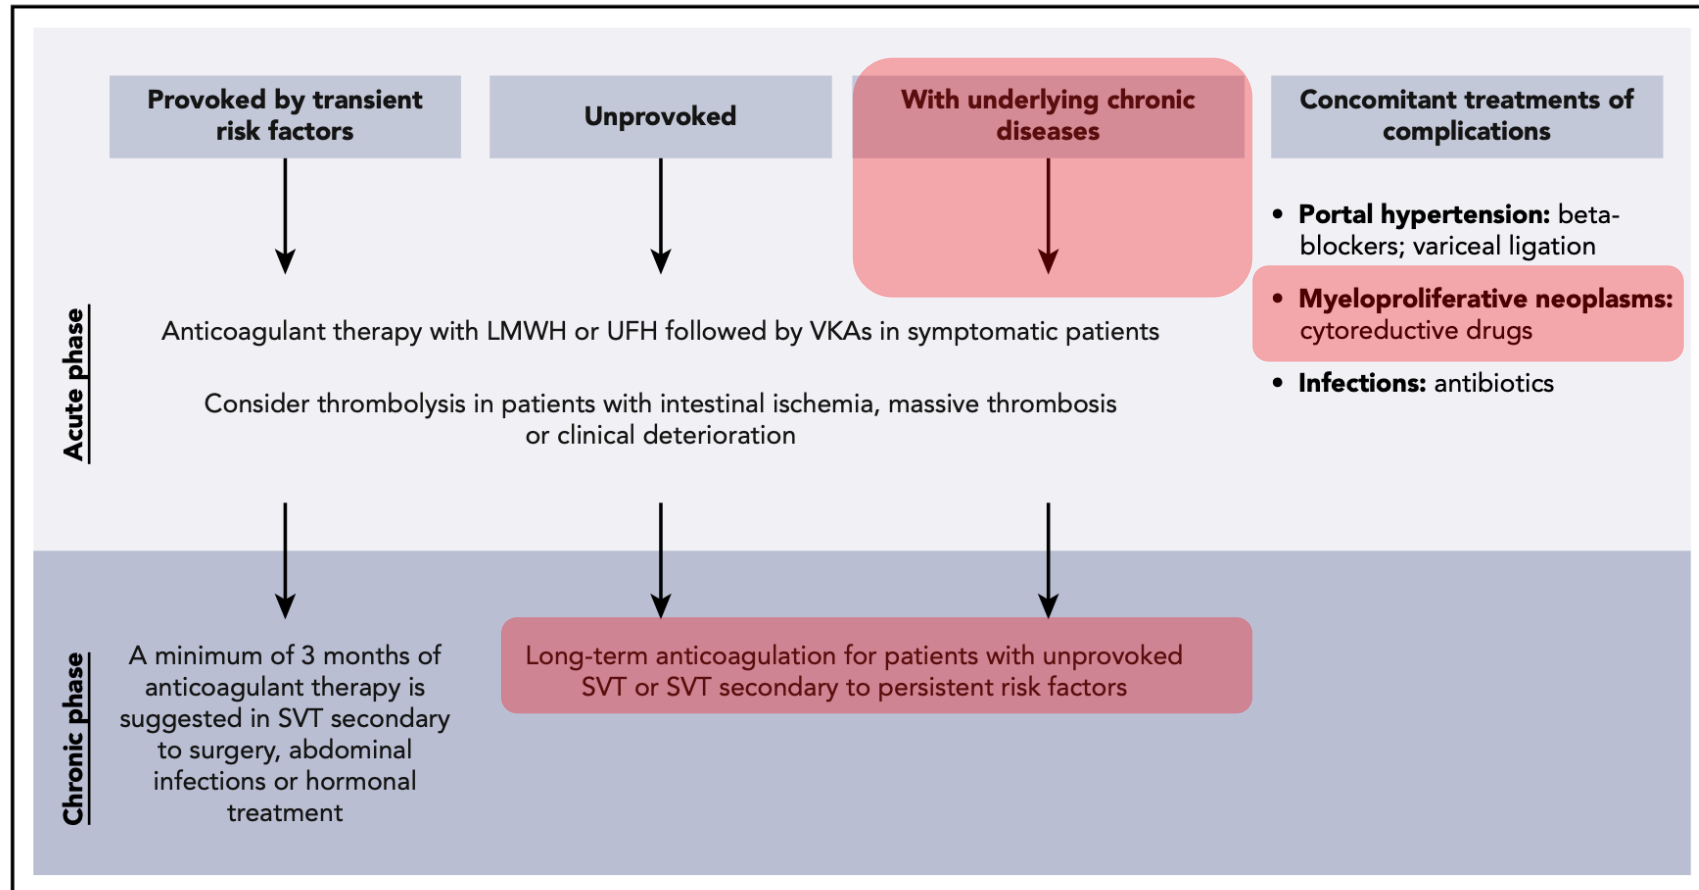 Provoked by transient
risk factors
Unprovoked
With underlying chronic
diseases
Concomitant treatments of
complications
Acute phase
Anticoagulant therapy with LMWH or UFH followed by VKAs in symptomatic patients
Consider thrombolysis in patients with intestinal ischemia, massive thrombosis
or clinical deterioration
• Portal hypertension: beta-
blockers; variceal ligation
• Myeloproliferative neoplasms:
cytoreductive drugs
• Infections: antibiotics
Chronic phase
A minimum of 3 months of
anticoagulant therapy is
suggested in SVT secondary
to surgery, abdominal
infections or hormonal
treatment
Long-term anticoagulation for patients with unprovoked
SVT or SVT secondary to persistent risk factors